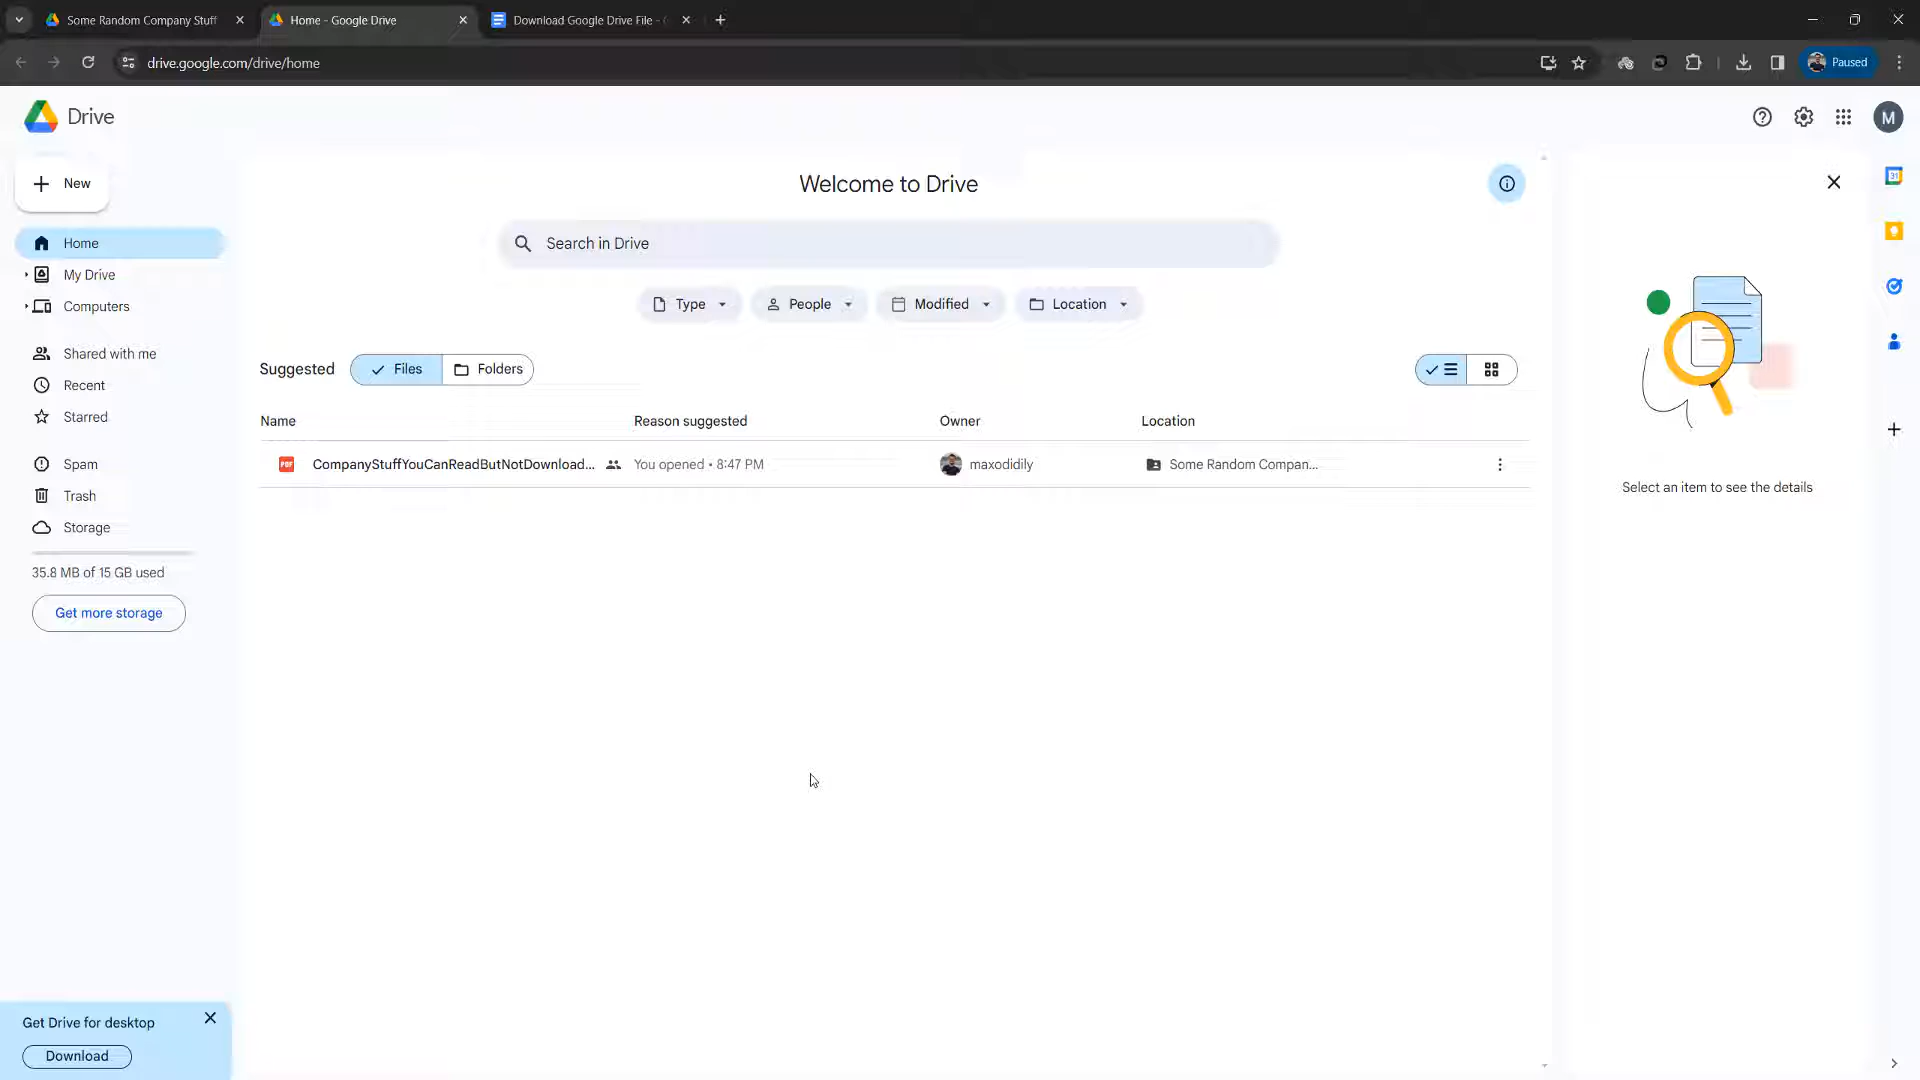 Some Random Company Stuff
Home - Google Drive
Download Google Drive File -
drive.google.com/drive/home
Paused
Drive
M
New
Welcome to Drive
31
Search in Drive
Home
My Drive
Computers
Type
People
Modified
Location
Shared with me
Recent
Starred
Suggested
Files
Folders
Name
Reason suggested
Owner
Location
PDF
CompanyStuffYouCanReadButNotDownload...
You opened • 8:47 PM
maxodidily
Some Random Compan...
Select an item to see the details
Spam
Trash
Storage
35.8 MB of 15 GB used
Get more storage
Get Drive for desktop
Download